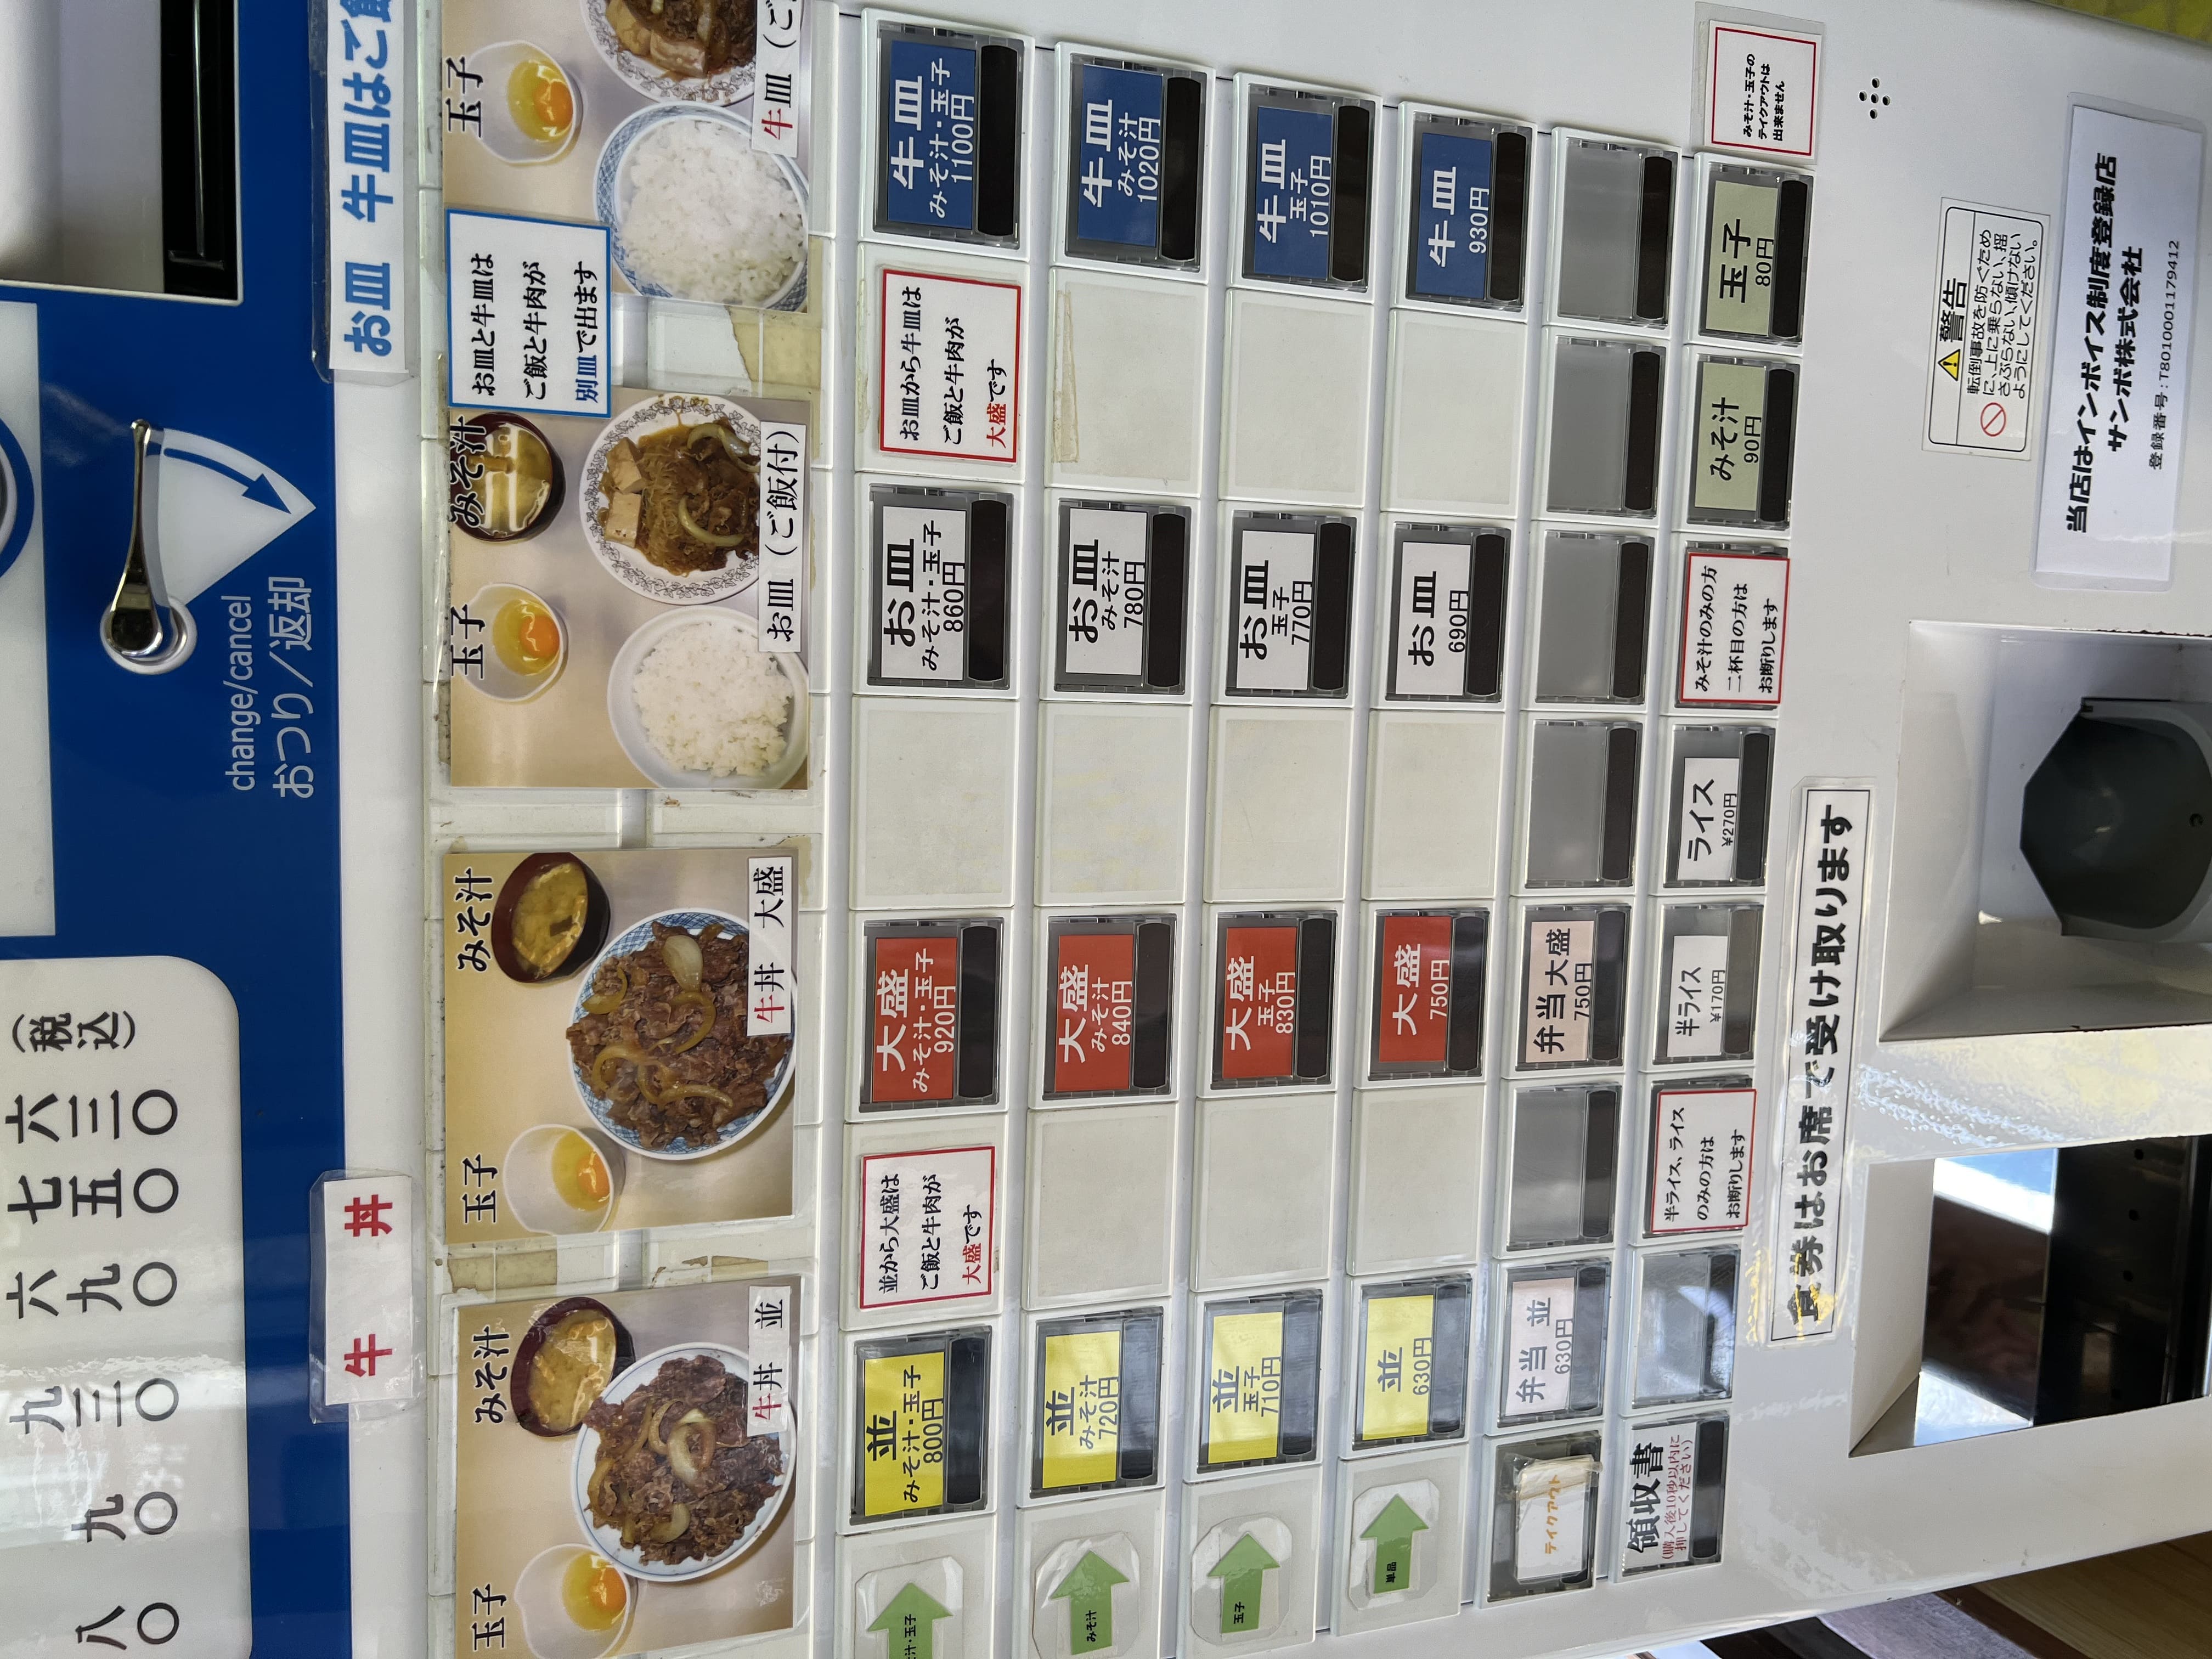 (税込)
六三〇
七五〇
六九〇
九三〇
九〇
八〇
change/cancel
おつり/返却
牛 丼
お皿 牛皿はご飯
玉子 みそ汁
牛丼 並
玉子 みそ汁
牛丼 大盛
玉子 みそ汁
お皿(ご飯付)
お皿と牛皿は
ご飯と牛肉が
別皿で出ます
玉子
牛皿(ご
汁・玉子
並
みそ汁・玉子
800円
並から大盛は
ご飯と牛肉が
大盛です
大盛
みそ汁・玉子
920円
お皿
みそ汁・玉子
860円
お皿から牛皿は
ご飯と牛肉が
大盛です
牛皿
みそ汁・玉子
1100円
みそ汁
並
みそ汁
720円
大盛
みそ汁
840円
お皿
みそ汁
780円
牛皿
みそ汁
1020円
玉子
並
玉子
710円
大盛
玉子
830円
お皿
玉子
770円
牛皿
玉子
1010円
単品
並
630円
大盛
750円
お皿
690円
牛皿
930円
テイクアウト
弁当 並
630円
弁当 大盛
750円
領収書
(購入後10秒以内に
押してください)
半ライス、ライス
のみの方は
お断りします
半ライス
¥170円
ライス
¥270円
みそ汁のみの方
二杯目の方は
お断りします
みそ汁
90円
玉子
80円
みそ汁・玉子の
テイクアウトは
出来ません
食券はお席で受け取ります
警告
転倒事故を防ぐため
に、上に乗らない、揺
さぶらない、傾けない
ようにしてください。
当店はインボイス制度登録店
サンボ株式会社
登録番号:T8010001179412